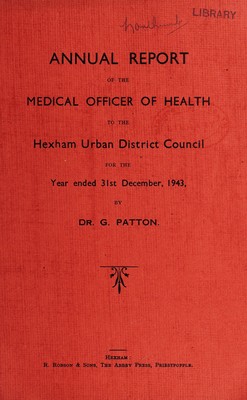 LIBRARY
ANNUAL REPORT
OF THE
MEDICAL OFFICER OF HEALTH
TO THE
Hexham Urban District Council
FOR THE
Year ended 31st December, 1943,
BY
DR. G. PATTON.
HEXHAM:
R. ROBSON & SONS, THE ABBEY PRESS, PRIESTPOPPLE.